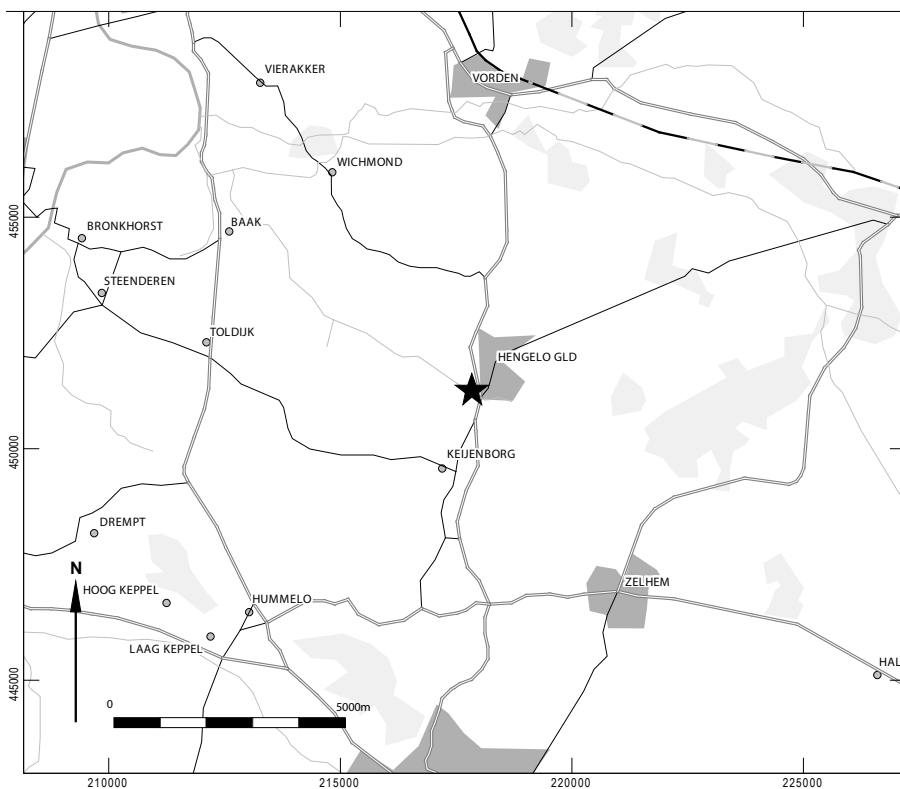 VIERAKKER
VORDEN
WICHMOND
455000
BRONKHORST
BAAK
STEENDEREN
TOLDIJK
HENGELO GLD
450000
KEIJENBORG
DREMPT
N
HOOG KEPPEL
HUMMELO
ZELHEM
LAAG KEPPEL
HAL
445000
0
5000m
210000
215000
220000
225000